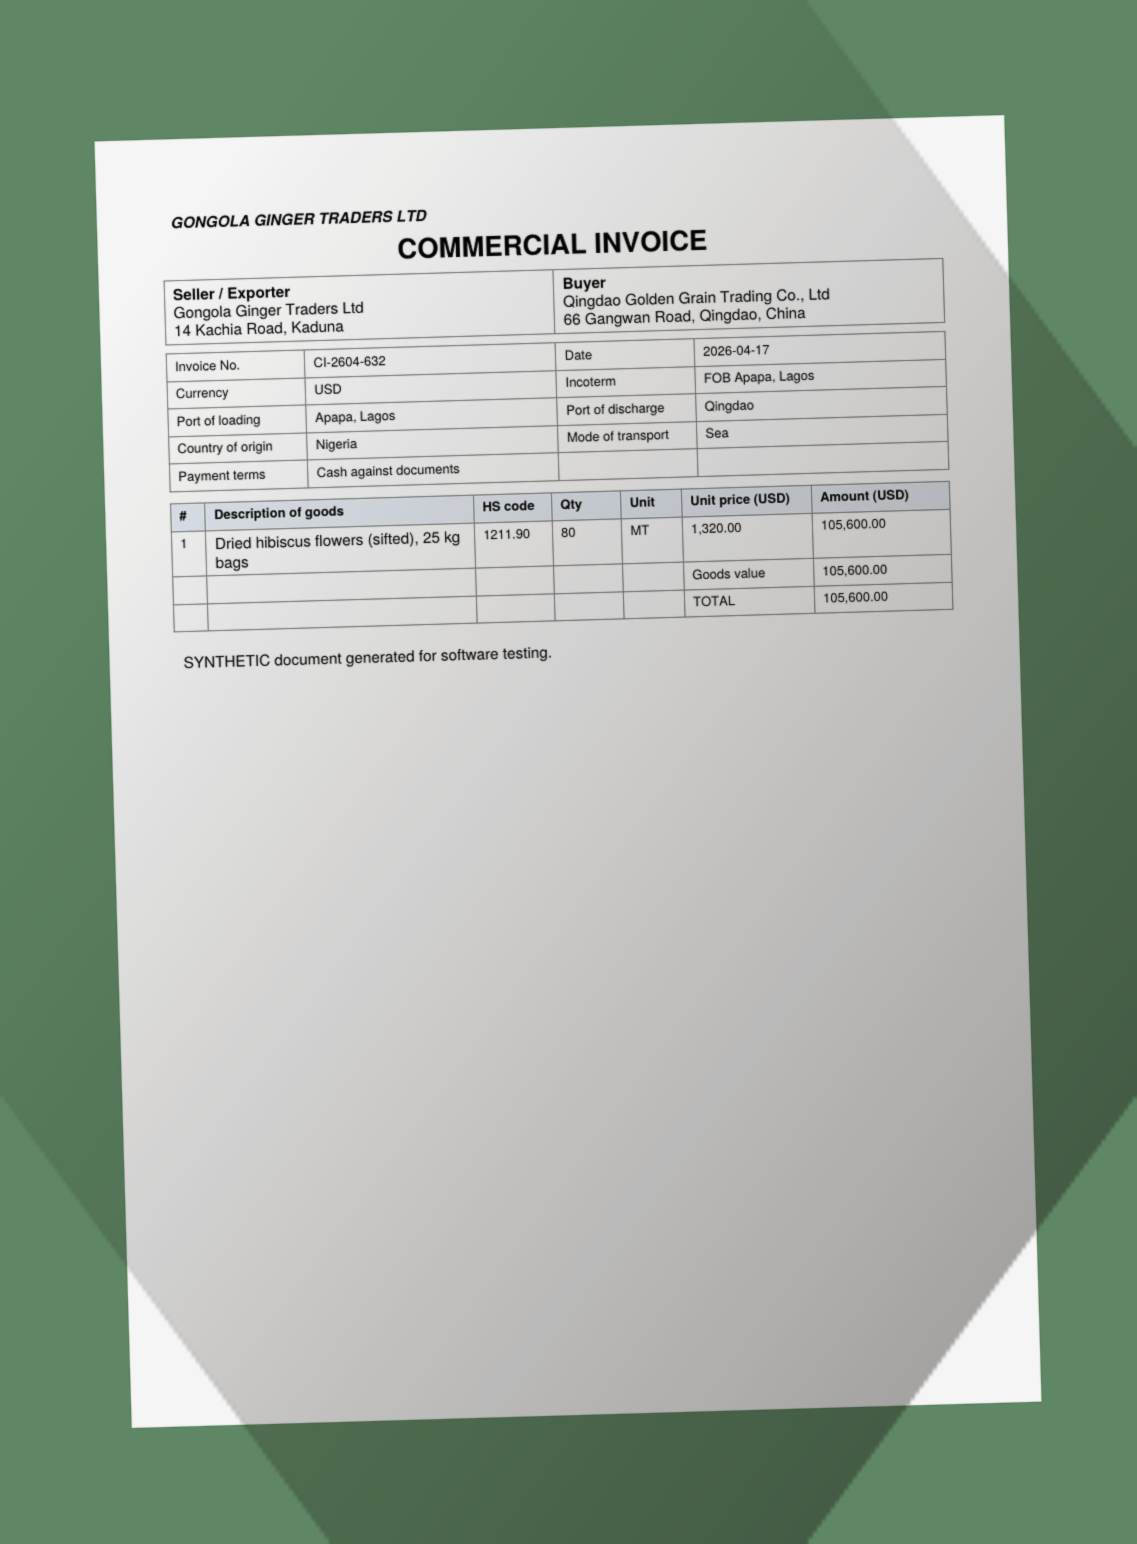 GONGOLA GINGER TRADERS LTD
COMMERCIAL INVOICE
Seller / Exporter
Gongola Ginger Traders Ltd
14 Kachia Road, Kaduna
Buyer
Qingdao Golden Grain Trading Co., Ltd
66 Gangwan Road, Qingdao, China
Invoice No. CI-2604-632 Date 2026-04-17
Currency USD Incoterm FOB Apapa, Lagos
Port of loading Apapa, Lagos Port of discharge Qingdao
Country of origin Nigeria Mode of transport Sea
Payment terms Cash against documents
# Description of goods HS code Qty Unit Unit price (USD) Amount (USD)
1 Dried hibiscus flowers (sifted), 25 kg 1211.90 80 MT 1,320.00 105,600.00
bags
Goods value 105,600.00
TOTAL 105,600.00
SYNTHETIC document generated for software testing.